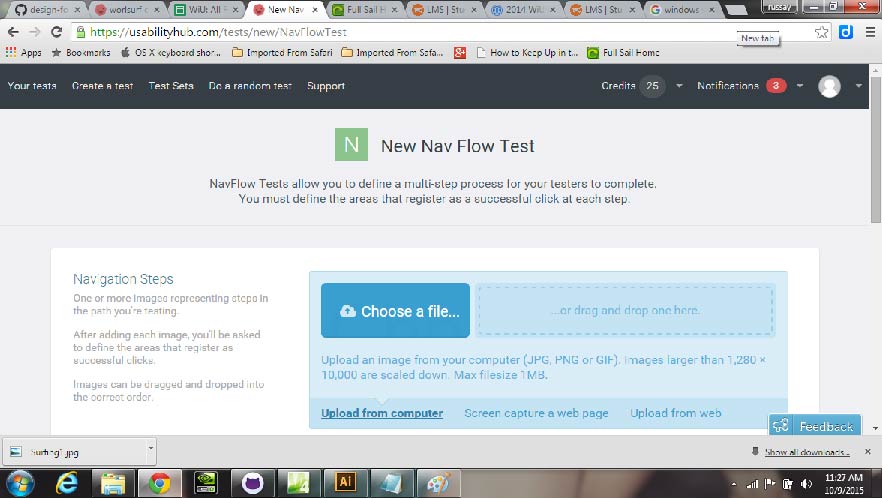 design-fo
worlsurf c
WiU: All F
New Nav
Full Sail H
LMS | Stu
2014 WiU
LMS | Stu
windows
russay
https://usabilityhub.com/tests/new/NavFlowTest
New tab
Apps Bookmarks OS X keyboard shor... Imported From Safari Imported From Safa... How to Keep Up in t... Full Sail Home
Your tests Create a test Test Sets Do a random test Support Credits 25 Notifications 3
N New Nav Flow Test
NavFlow Tests allow you to define a multi-step process for your testers to complete.
You must define the areas that register as a successful click at each step.
Navigation Steps
One or more images representing steps in
the path you're testing.
After adding each image, you'll be asked
to define the areas that register as
successful clicks.
Images can be dragged and dropped into
the correct order.
Choose a file...
...or drag and drop one here.
Upload an image from your computer (JPG, PNG or GIF). Images larger than 1,280 ×
10,000 are scaled down. Max filesize 1MB.
Upload from computer Screen capture a web page Upload from web
Feedback
Surfing1.jpg
Show all downloads...
Ai
11:27 AM
10/9/2015